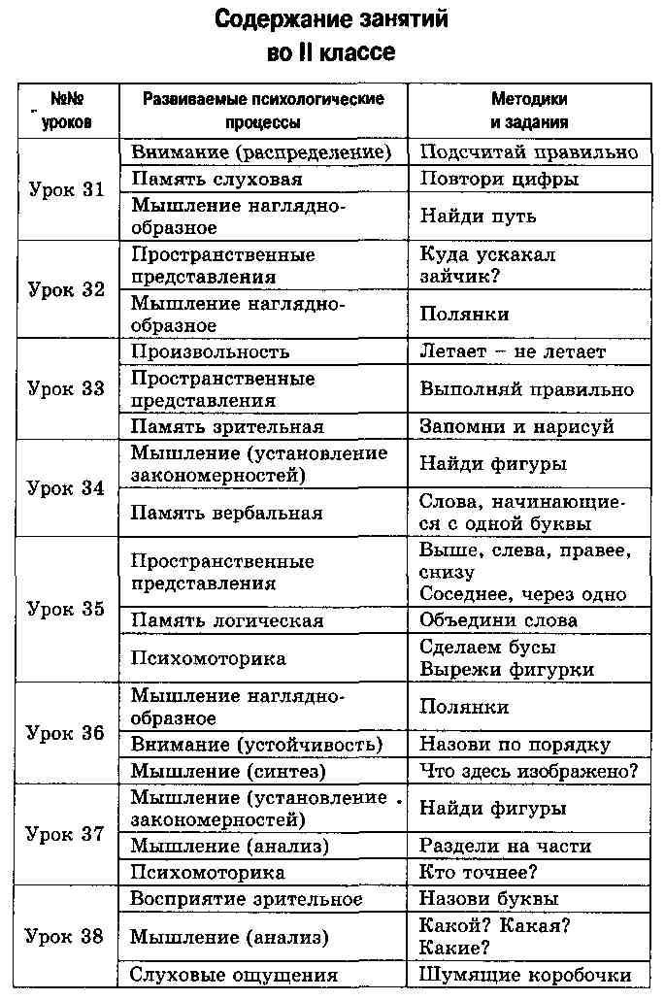 Содержание занятий
во II классе
№№
уроков
Развиваемые психологические
процессы
Методики
и задания
Урок 31
Внимание (распределение)
Подсчитай правильно
Память слуховая
Повтори цифры
Мышление наглядно-
образное
Найди путь
Урок 32
Пространственные
представления
Куда ускакал
зайчик?
Мышление наглядно-
образное
Полянки
Урок 33
Произвольность
Летает – не летает
Пространственные
представления
Выполняй правильно
Память зрительная
Запомни и нарисуй
Урок 34
Мышление (установление
закономерностей)
Найди фигуры
Память вербальная
Слова, начинающие-
ся с одной буквы
Урок 35
Пространственные
представления
Выше, слева, правее,
снизу
Соседнее, через одно
Память логическая
Объедини слова
Психомоторика
Сделаем бусы
Вырежи фигурки
Урок 36
Мышление наглядно-
образное
Полянки
Внимание (устойчивость)
Назови по порядку
Мышление (синтез)
Что здесь изображено?
Урок 37
Мышление (установление
закономерностей)
Найди фигуры
Мышление (анализ)
Раздели на части
Психомоторика
Кто точнее?
Урок 38
Восприятие зрительное
Назови буквы
Мышление (анализ)
Какой? Какая?
Какие?
Слуховые ощущения
Шумящие коробочки